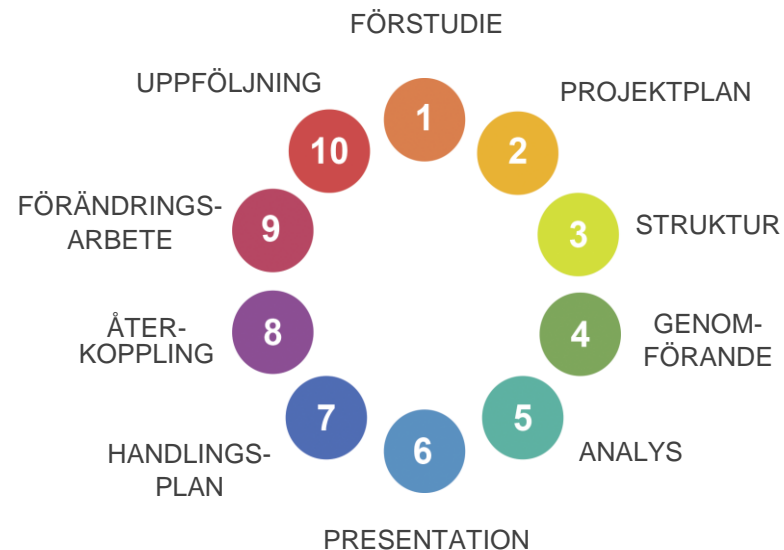 FÖRSTUDIE
1
PROJEKTPLAN
2
STRUKTUR
3
GENOM-
FÖRANDE
4
ANALYS
5
PRESENTATION
6
HANDLINGS-
PLAN
7
ÅTER-
KOPPLING
8
FÖRÄNDRINGS-
ARBETE
9
UPPFÖLJNING
10